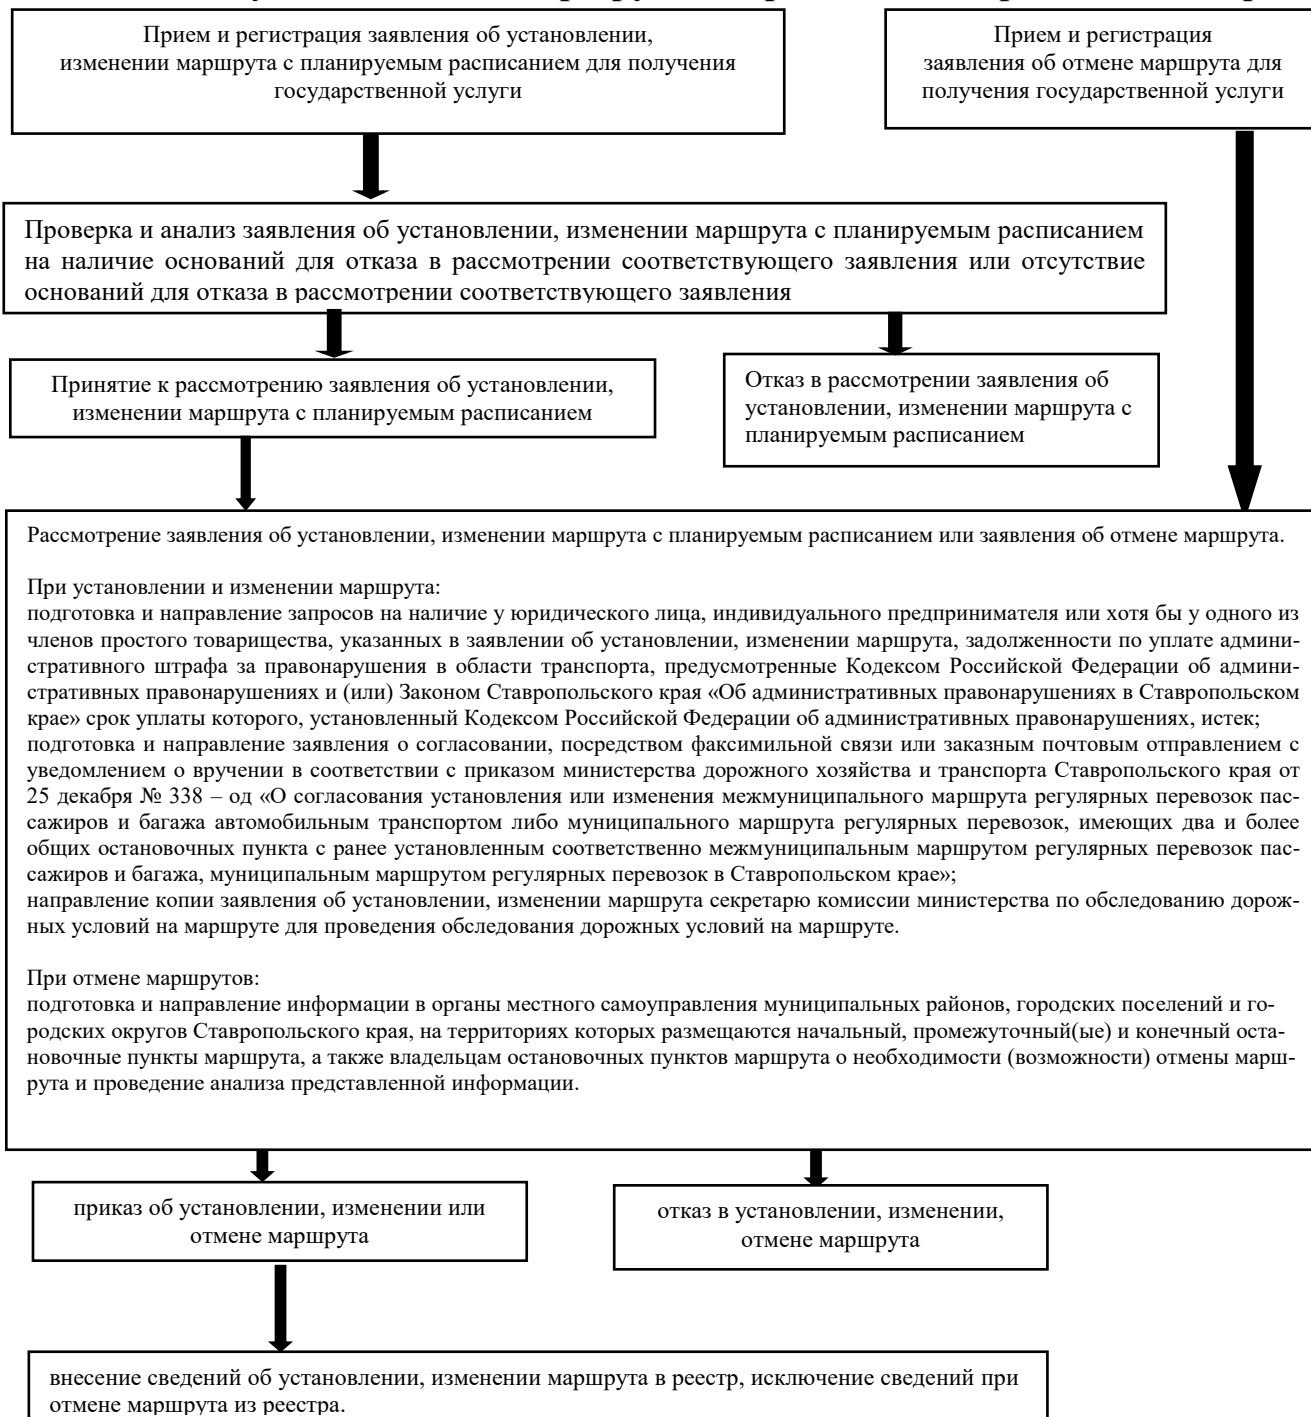 Прием и регистрация заявления об установлении,
изменении маршрута с планируемым расписанием для получения
государственной услуги
Прием и регистрация
заявления об отмене маршрута для
получения государственной услуги
Проверка и анализ заявления об установлении, изменении маршрута с планируемым расписанием
на наличие оснований для отказа в рассмотрении соответствующего заявления или отсутствие
оснований для отказа в рассмотрении соответствующего заявления
Принятие к рассмотрению заявления об установлении,
изменении маршрута с планируемым расписанием
Отказ в рассмотрении заявления об
установлении, изменении маршрута с
планируемым расписанием
Рассмотрение заявления об установлении, изменении маршрута с планируемым расписанием или заявления об отмене маршрута.
При установлении и изменении маршрута:
подготовка и направление запросов на наличие у юридического лица, индивидуального предпринимателя или хотя бы у одного из
членов простого товарищества, указанных в заявлении об установлении, изменении маршрута, задолженности по уплате админи-
стративного штрафа за правонарушения в области транспорта, предусмотренные Кодексом Российской Федерации об админи-
стративных правонарушениях и (или) Законом Ставропольского края «Об административных правонарушениях в Ставропольском
крае» срок уплаты которого, установленный Кодексом Российской Федерации об административных правонарушениях, истек;
подготовка и направление заявления о согласовании, посредством факсимильной связи или заказным почтовым отправлением с
уведомлением о вручении в соответствии с приказом министерства дорожного хозяйства и транспорта Ставропольского края от
25 декабря № 338 – од «О согласования установления или изменения межмуниципального маршрута регулярных перевозок пас-
сажиров и багажа автомобильным транспортом либо муниципального маршрута регулярных перевозок, имеющих два и более
общих остановочных пункта с ранее установленным соответственно межмуниципальным маршрутом регулярных перевозок пас-
сажиров и багажа, муниципальным маршрутом регулярных перевозок в Ставропольском крае»;
направление копии заявления об установлении, изменении маршрута секретарю комиссии министерства по обследованию дорож-
ных условий на маршруте для проведения обследования дорожных условий на маршруте.
При отмене маршрутов:
подготовка и направление информации в органы местного самоуправления муниципальных районов, городских поселений и го-
родских округов Ставропольского края, на территориях которых размещаются начальный, промежуточный(ые) и конечный оста-
новочные пункты маршрута, а также владельцам остановочных пунктов маршрута о необходимости (возможности) отмены марш-
рута и проведение анализа представленной информации.
приказ об установлении, изменении или
отмене маршрута
отказ в установлении, изменении,
отмене маршрута
внесение сведений об установлении, изменении маршрута в реестр, исключение сведений при
отмене маршрута из реестра.